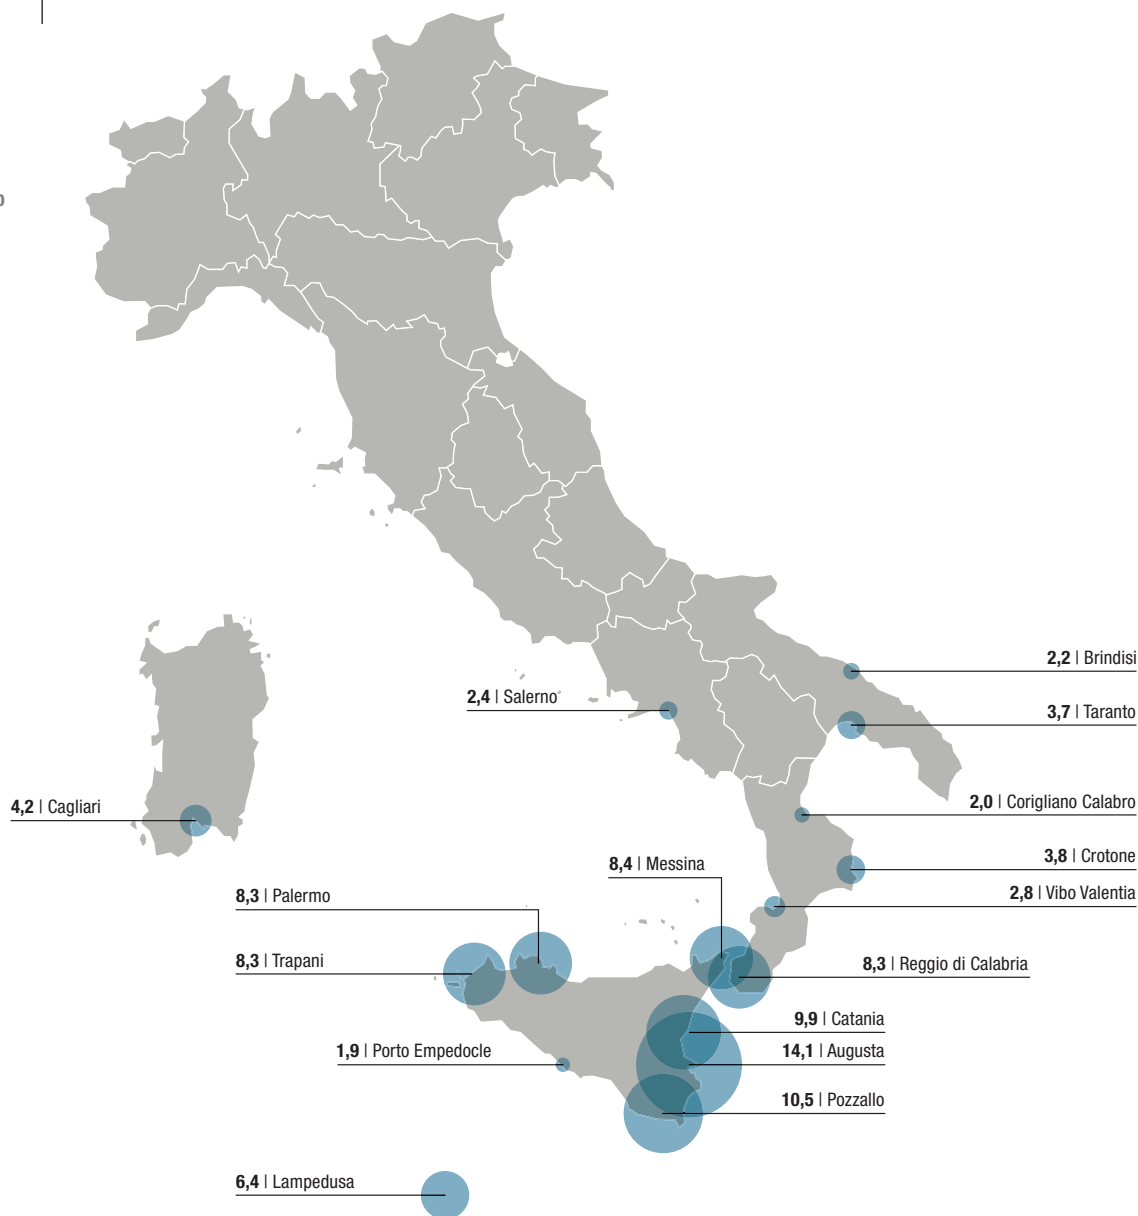 2,2 | Brindisi
2,4 | Salerno
3,7 | Taranto
4,2 | Cagliari
2,0 | Corigliano Calabro
8,4 | Messina
3,8 | Crotone
8,3 | Palermo
2,8 | Vibo Valentia
8,3 | Trapani
8,3 | Reggio di Calabria
9,9 | Catania
1,9 | Porto Empedocle
14,1 | Augusta
10,5 | Pozzallo
6,4 | Lampedusa